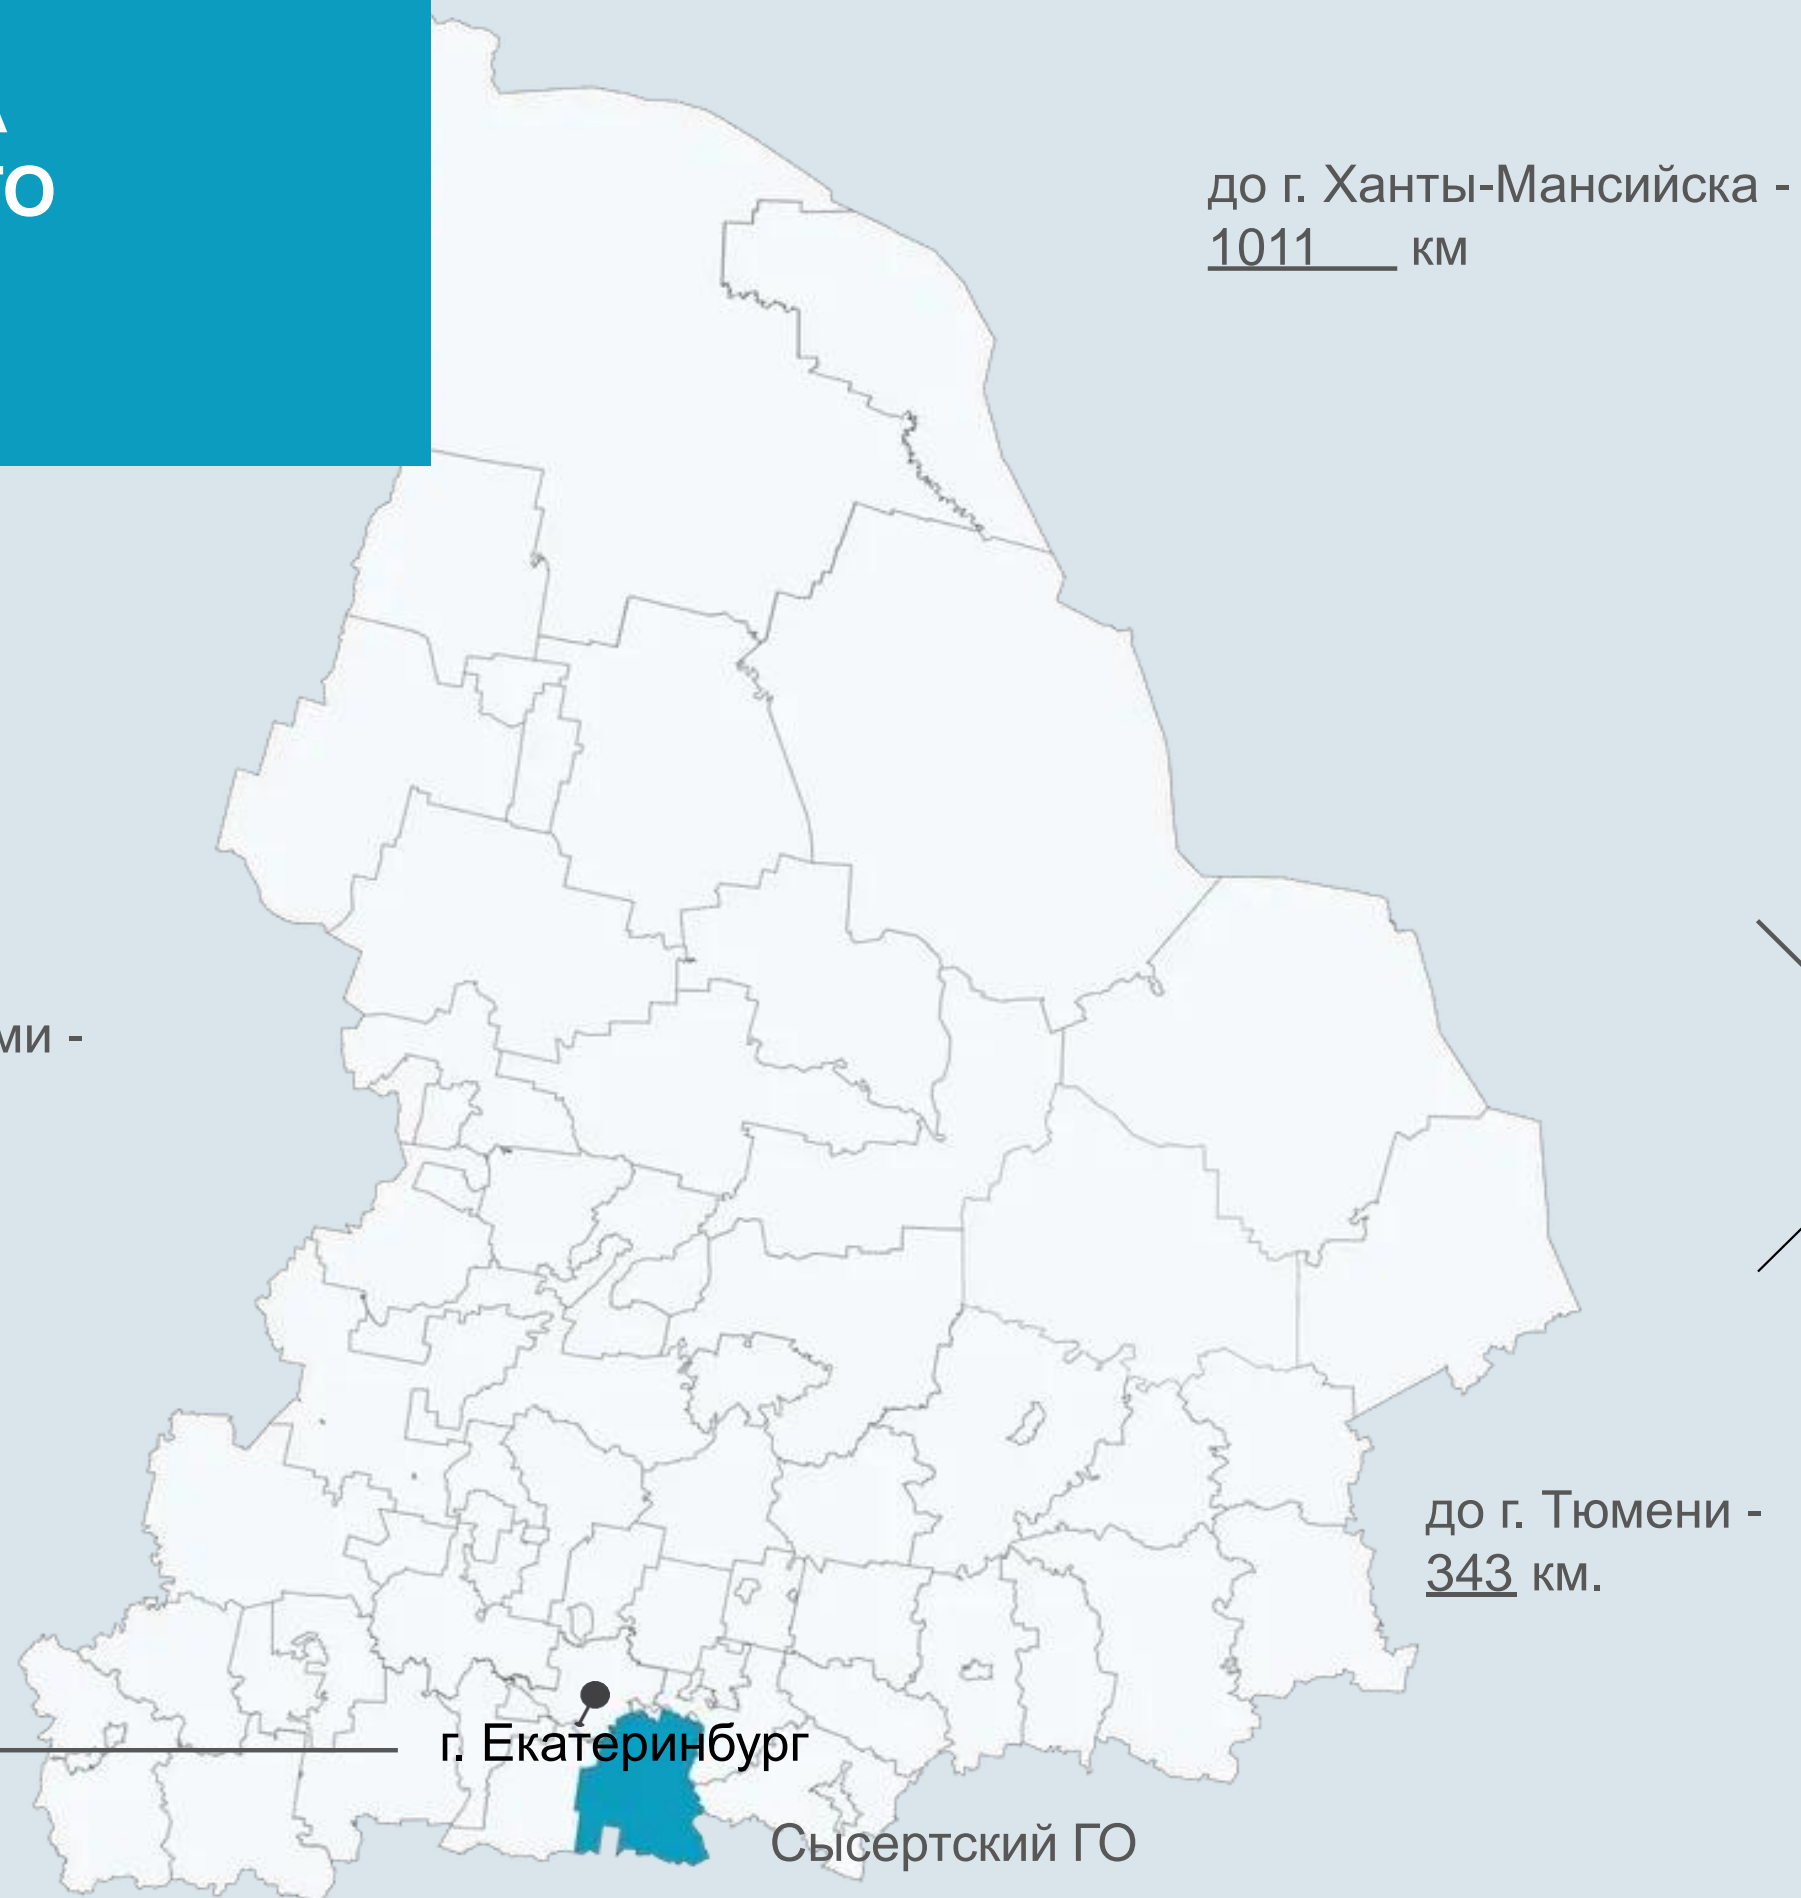 до г. Ханты-Мансийска -
1011 км
до г. Тюмени -
343 км.
г. Екатеринбург
Сысертский ГО